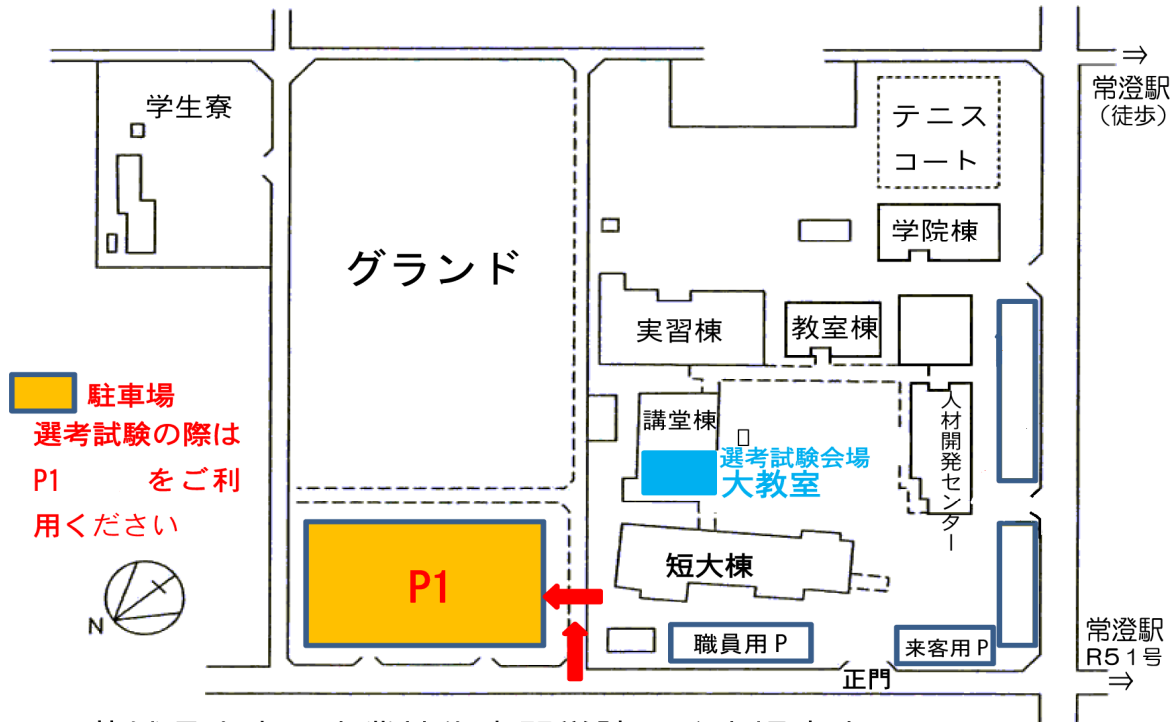 ⇒
常澄駅
（徒歩）
学生寮
テニス
コート
学院棟
グランド
実習棟
教室棟
駐車場
選考試験の際は
P1 をご利
用ください
講堂棟
人材開発センター
選考試験会場
大教室
短大棟
P1
N
職員用P
来客用P
正門
常澄駅
R51号
⇒